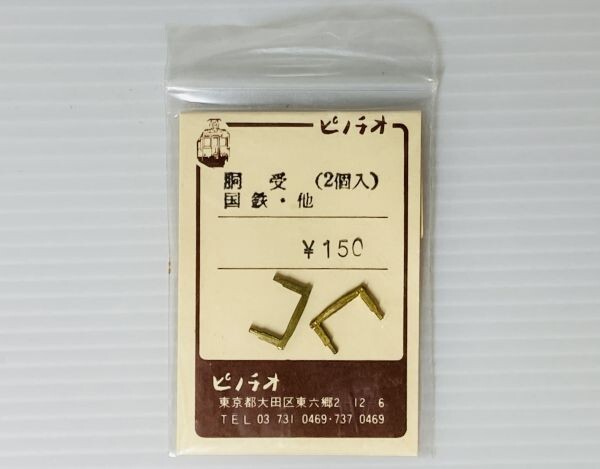 ピノチオ
胴受 (2個入)
国鉄・他
¥150
ピノチオ
東京都大田区東六郷2-12-6
TEL 03 731 0469・737 0469